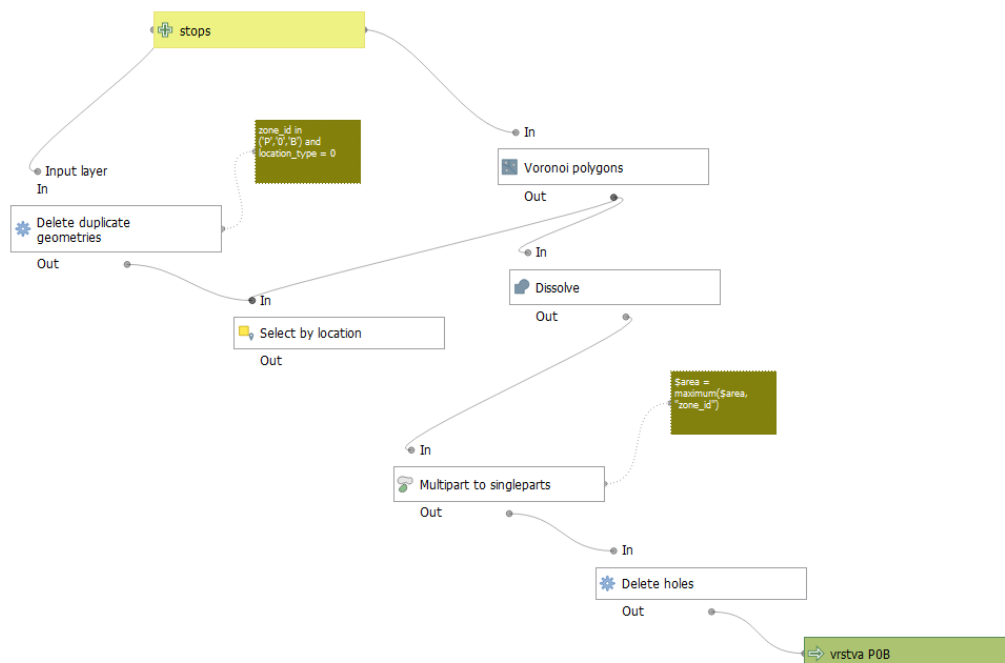 stops
zone_id in
('P','0','B') and
location_type = 0
In
Input layer
In
Voronoi polygons
Out
Delete duplicate
geometries
Out
In
Dissolve
In
Select by location
Out
Out
$area =
maximum($area,
"zone_id")
In
Multipart to singleparts
Out
In
Delete holes
Out
vrstva P0B